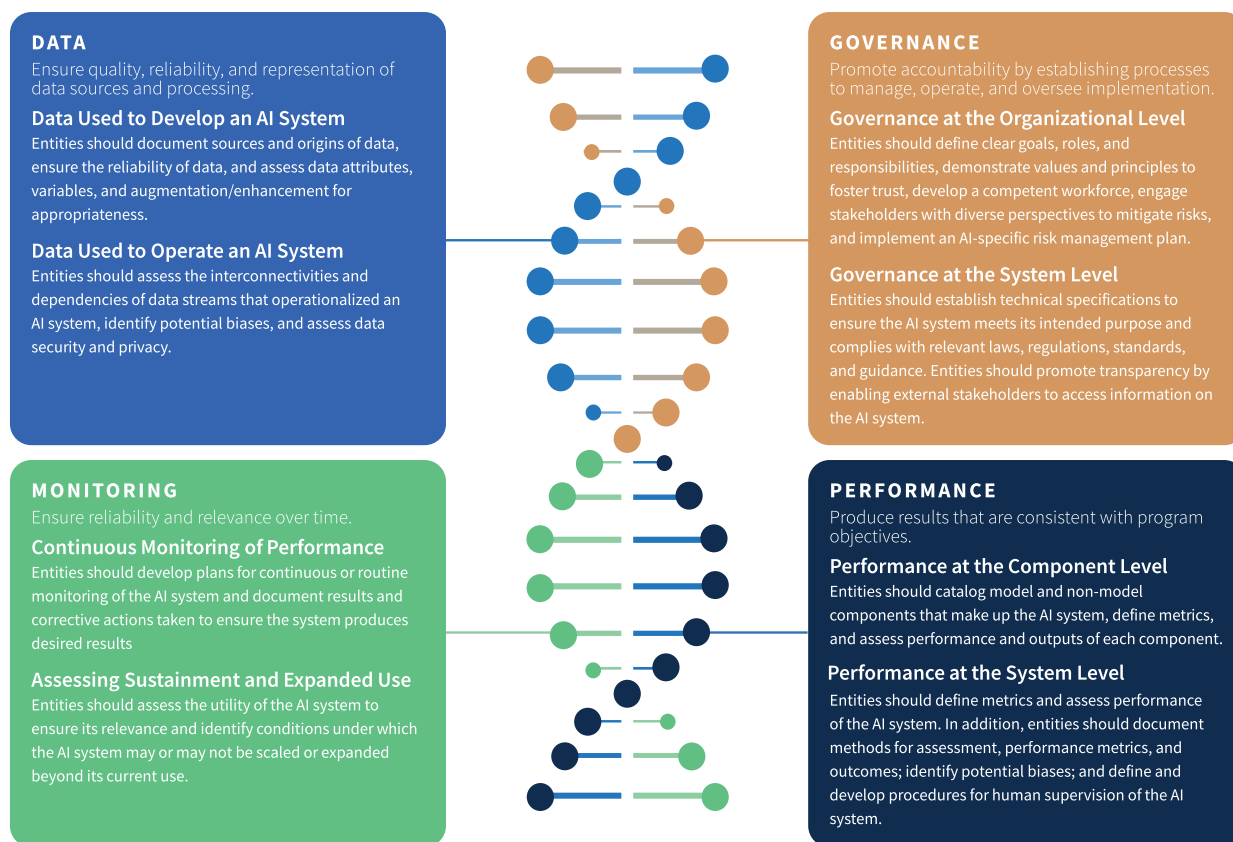 DATA
Ensure quality, reliability, and representation of
data sources and processing.
Data Used to Develop an AI System
Entities should document sources and origins of data,
ensure the reliability of data, and assess data attributes,
variables, and augmentation/enhancement for
appropriateness.
Data Used to Operate an AI System
Entities should assess the interconnectivities and
dependencies of data streams that operationalized an
AI system, identify potential biases, and assess data
security and privacy.
GOVERNANCE
Promote accountability by establishing processes
to manage, operate, and oversee implementation.
Governance at the Organizational Level
Entities should define clear goals, roles, and
responsibilities, demonstrate values and principles to
foster trust, develop a competent workforce, engage
stakeholders with diverse perspectives to mitigate risks,
and implement an AI-specific risk management plan.
Governance at the System Level
Entities should establish technical specifications to
ensure the AI system meets its intended purpose and
complies with relevant laws, regulations, standards,
and guidance. Entities should promote transparency by
enabling external stakeholders to access information on
the AI system.
MONITORING
Ensure reliability and relevance over time.
Continuous Monitoring of Performance
Entities should develop plans for continuous or routine
monitoring of the AI system and document results and
corrective actions taken to ensure the system produces
desired results
Assessing Sustainment and Expanded Use
Entities should assess the utility of the AI system to
ensure its relevance and identify conditions under which
the AI system may or may not be scaled or expanded
beyond its current use.
PERFORMANCE
Produce results that are consistent with program
objectives.
Performance at the Component Level
Entities should catalog model and non-model
components that make up the AI system, define metrics,
and assess performance and outputs of each component.
Performance at the System Level
Entities should define metrics and assess performance
of the AI system. In addition, entities should document
methods for assessment, performance metrics, and
outcomes; identify potential biases; and define and
develop procedures for human supervision of the AI
system.